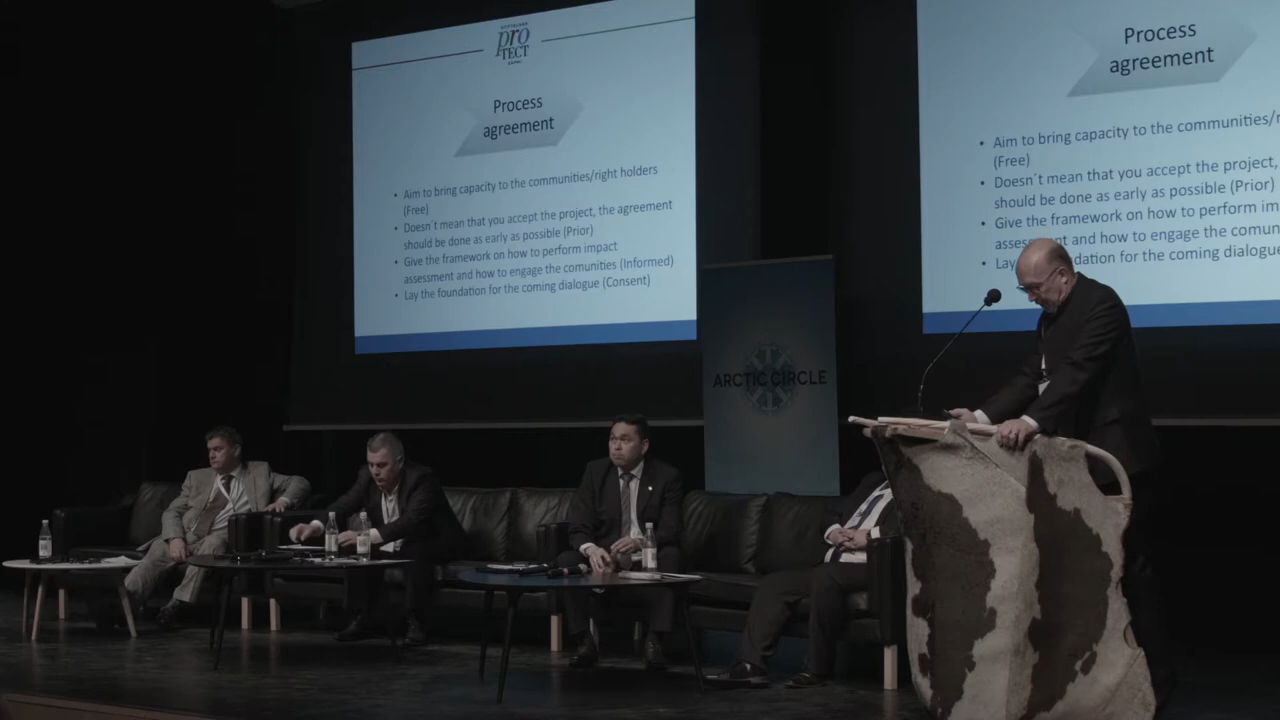 pro
TECT
Process
agreement
• Aim to bring capacity to the communities/right holders
(Free)
• Doesn´t mean that you accept the project, the agreement
should be done as early as possible (Prior)
• Give the framework on how to perform impact
assessment and how to engage the comunities (Informed)
• Lay the foundation for the coming dialogue (Consent)
ARCTIC CIRCLE
Process
agreement
• Aim to bring capacity to the communities/r
(Free)
• Doesn´t mean that you accept the project,
should be done as early as possible (Prior)
• Give the framework on how to perform im
assessment and how to engage the comun
• Lay dation for the coming dialogue